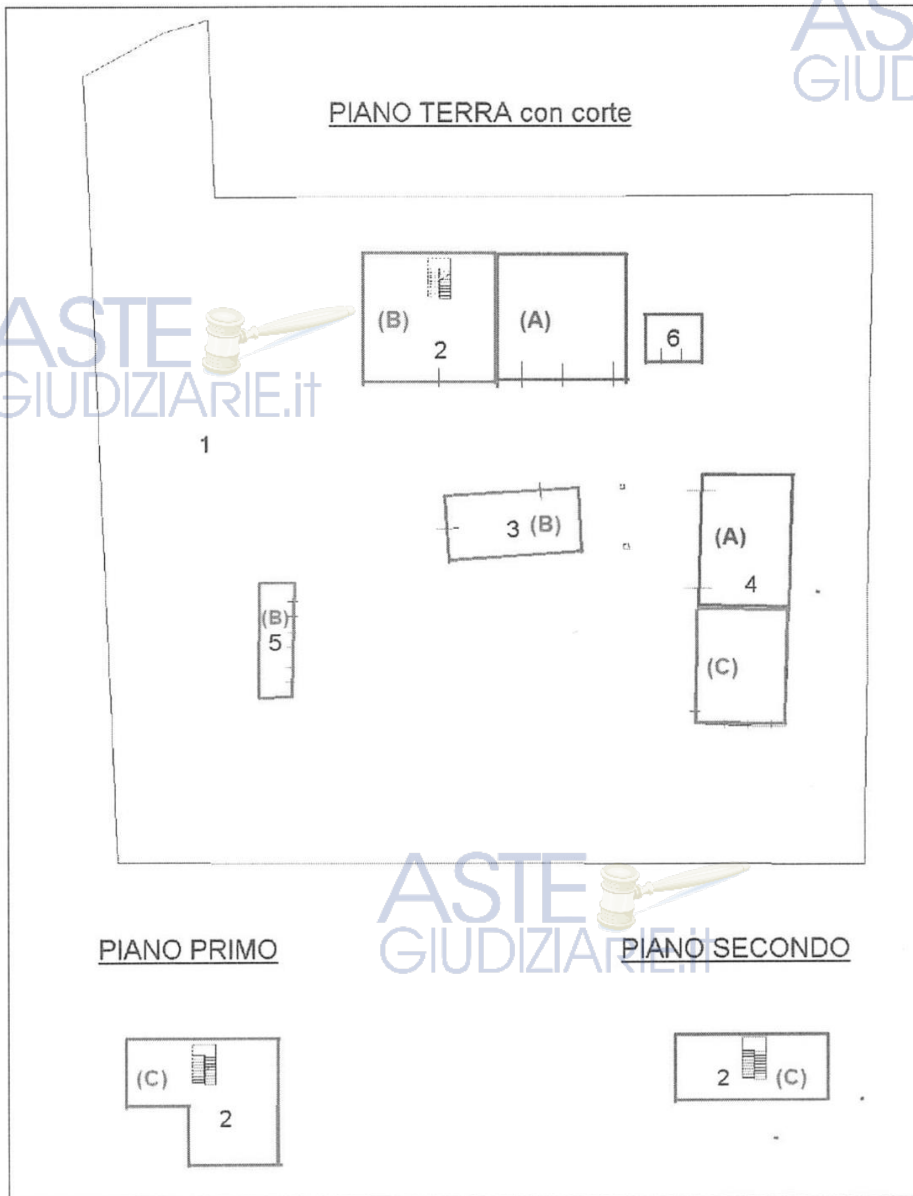 ASTE
GIUD
PIANO TERRA con corte
ASTE
GIUDIZIARIE.it
(B)
2
(A)
6
1
3 (B)
(A)
4
(B)
5
(C)
ASTE
GIUDIZIARIE.it
PIANO PRIMO
PIANO SECONDO
(C)
2
2 (C)